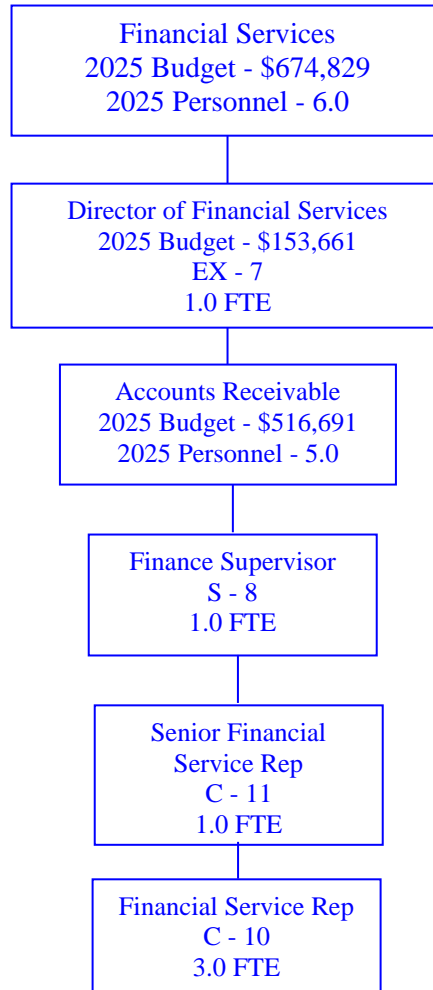 Financial Services
2025 Budget - $674,829
2025 Personnel - 6.0
Director of Financial Services
2025 Budget - $153,661
EX - 7
1.0 FTE
Accounts Receivable
2025 Budget - $516,691
2025 Personnel - 5.0
Finance Supervisor
S - 8
1.0 FTE
Senior Financial
Service Rep
C - 11
1.0 FTE
Financial Service Rep
C - 10
3.0 FTE